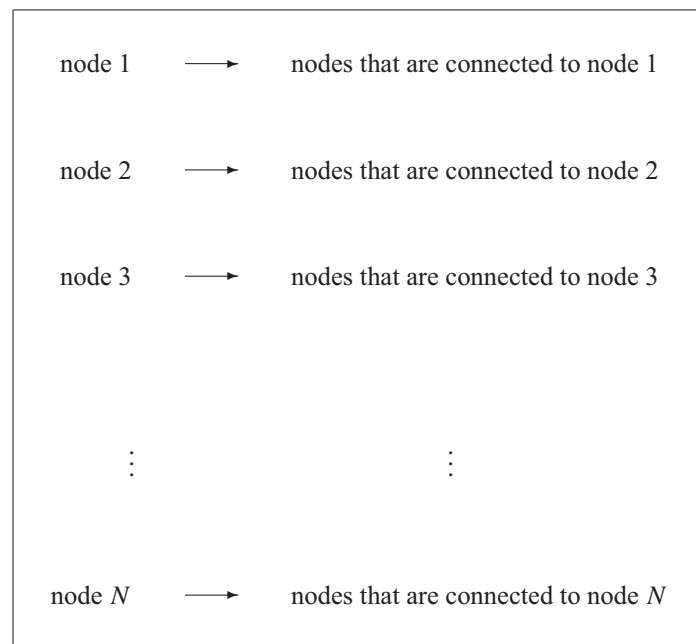 node 1 ⟶ nodes that are connected to node 1
node 2 ⟶ nodes that are connected to node 2
node 3 ⟶ nodes that are connected to node 3
⋮ ⋮
node N ⟶ nodes that are connected to node N